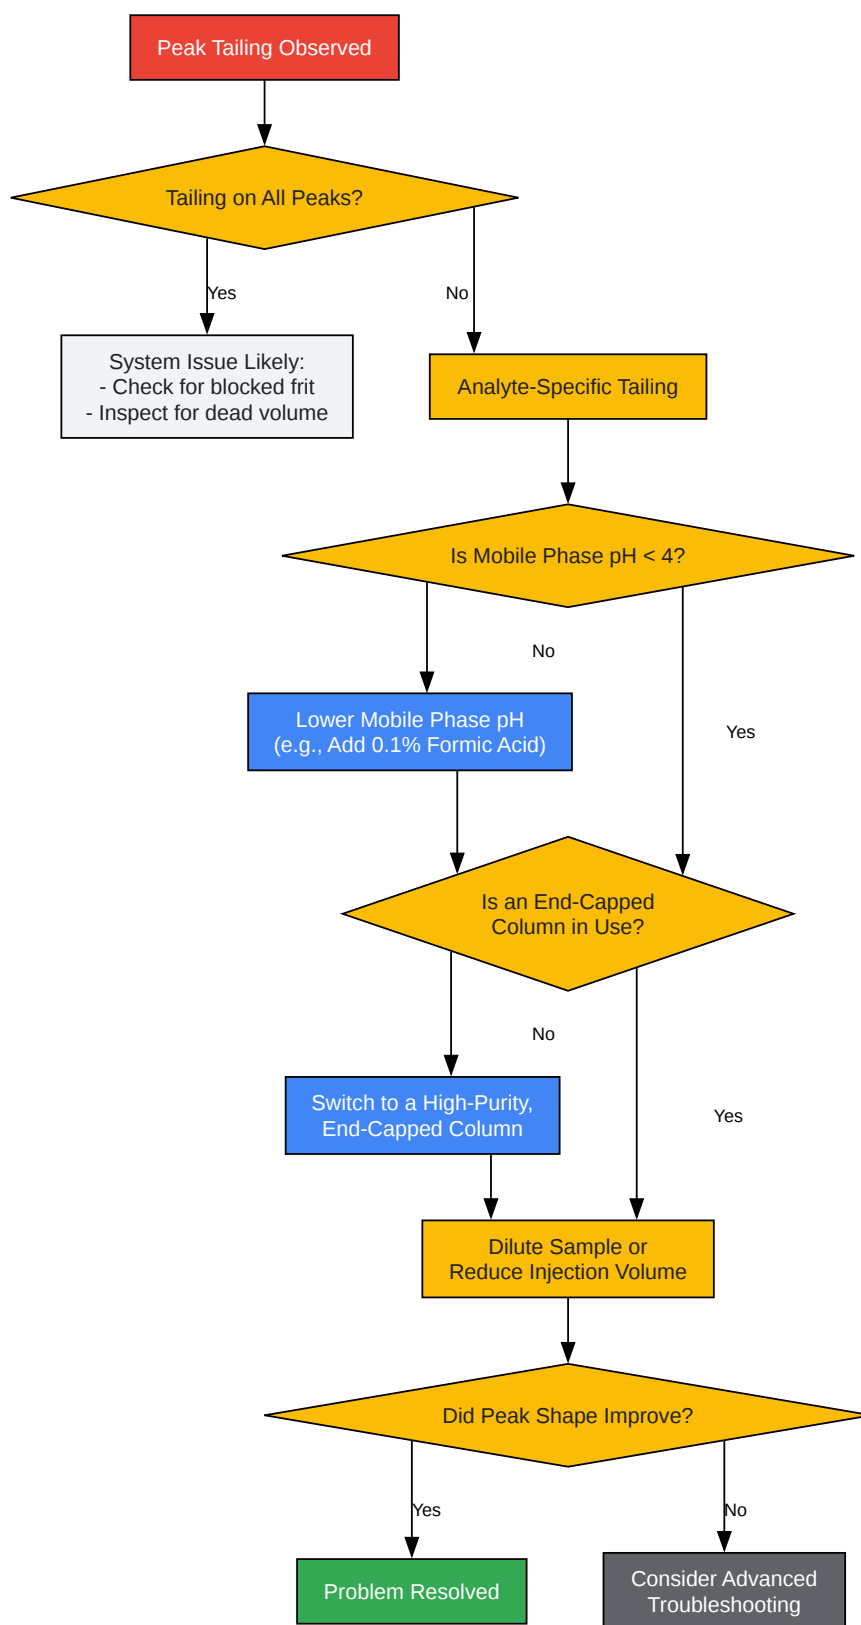 Peak Tailing Observed
Tailing on All Peaks?
Yes
No
System Issue Likely:
- Check for blocked frit
- Inspect for dead volume
Analyte-Specific Tailing
Is Mobile Phase pH < 4?
No
Lower Mobile Phase pH
(e.g., Add 0.1% Formic Acid)
Yes
Is an End-Capped
Column in Use?
No
Switch to a High-Purity,
End-Capped Column
Yes
Dilute Sample or
Reduce Injection Volume
Did Peak Shape Improve?
Yes
No
Problem Resolved
Consider Advanced
Troubleshooting